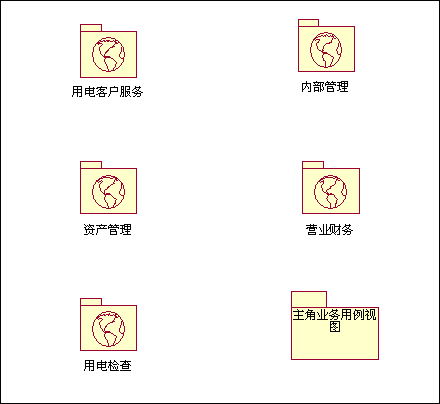 用电客户服务
内部管理
资产管理
营业财务
用电检查
主角业务用例视
图